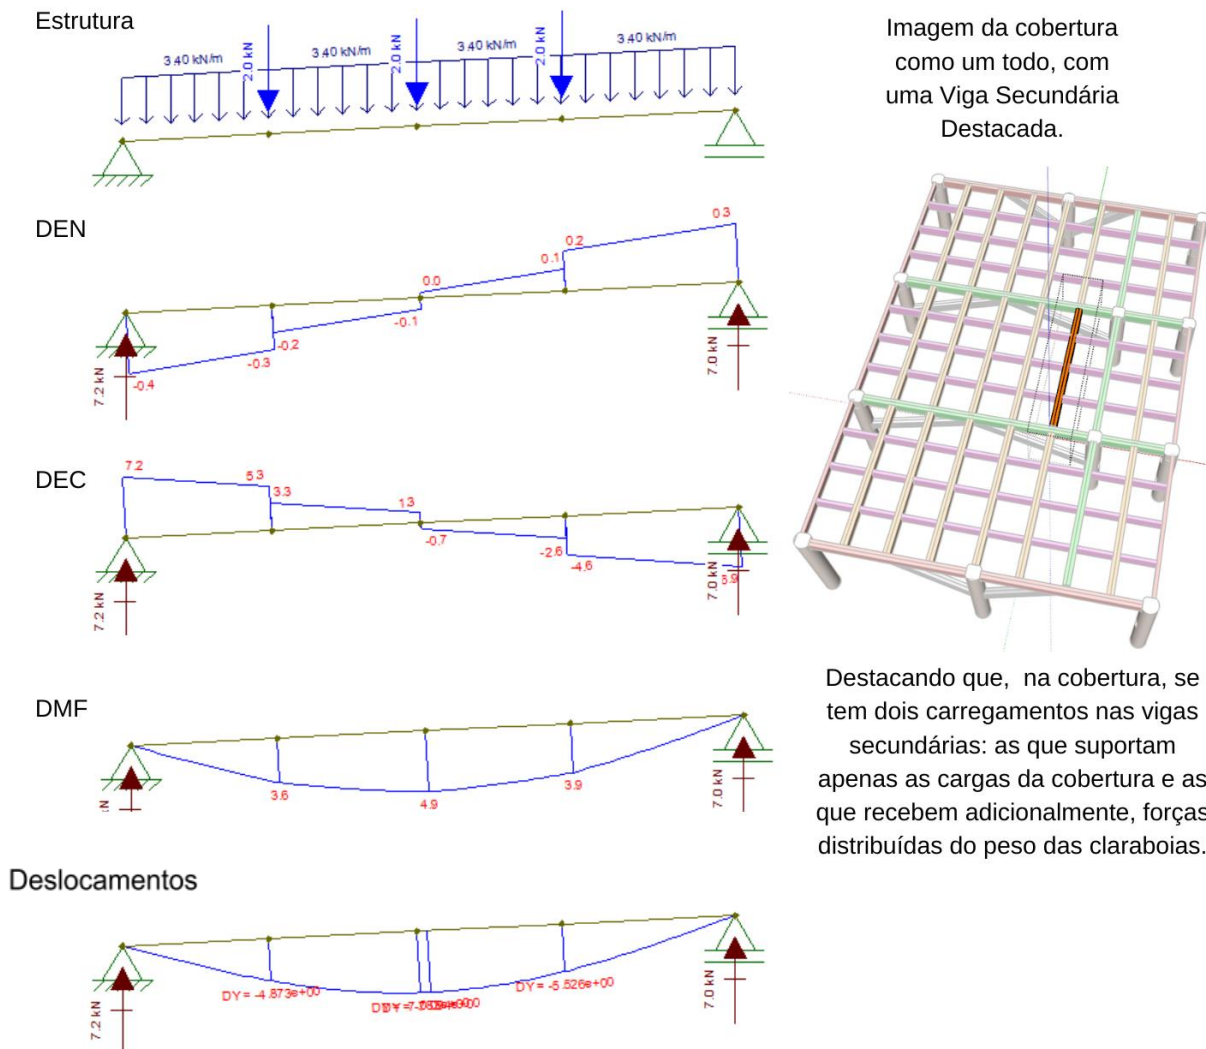 Estrutura
3.40 kN/m
2.0 kN
3.40 kN/m
2.0 kN
3.40 kN/m
2.0 kN
3.40 kN/m
DEN
-0.4
-0.3
-0.2
-0.1
0.0
0.1
0.2
0.3
7.2 kN
7.0 kN
DEC
7.2
5.3
3.3
1.3
-0.7
-2.6
-4.6
7.2 kN
7.0 kN
DMF
3.6
4.9
3.9
7.0 kN
Deslocamentos
DY = -4.873e+00
DY = -5.526e+00
7.2 kN
7.0 kN
Imagem da cobertura
como um todo, com
uma Viga Secundária
Destacada.
Destacando que, na cobertura, se
tem dois carregamentos nas vigas
secundárias: as que suportam
apenas as cargas da cobertura e as
que recebem adicionalmente, forças
distribuídas do peso das claraboias.